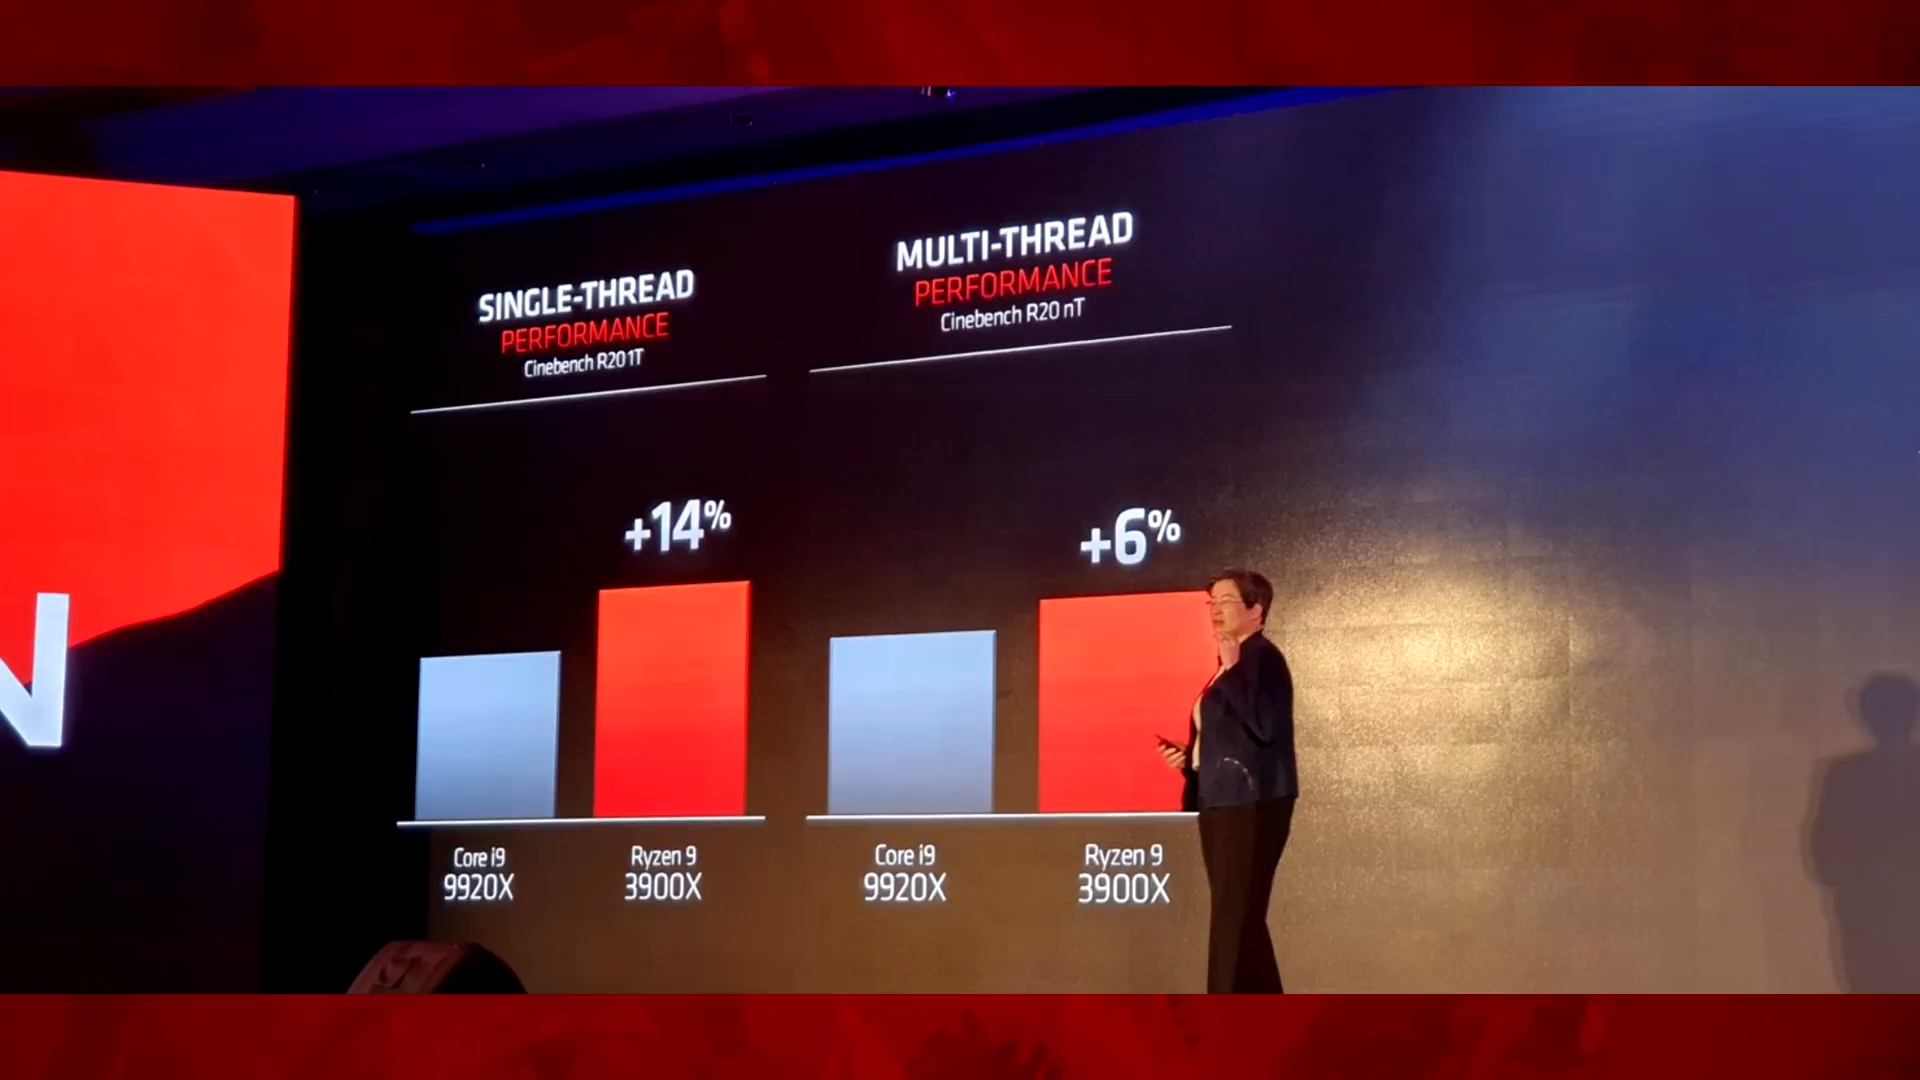 N
SINGLE-THREAD
PERFORMANCE
Cinebench R20 1T
MULTI-THREAD
PERFORMANCE
Cinebench R20 nT
+14%
+6%
Core i9
9920X
Ryzen 9
3900X
Core i9
9920X
Ryzen 9
3900X